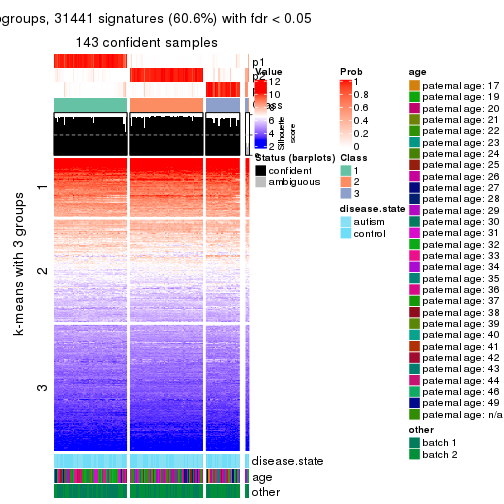 ogroups, 31441 signatures (60.6%) with fdr < 0.05
143 confident samples
p1
p2
Value
12
10
6
4
2
Silhouette
score
Prob
1
0.8
0.6
0.4
0.2
0
Status (barplots)
confident
ambiguous
Class
1
2
3
disease.state
autism
control
age
paternal age: 17
paternal age: 19
paternal age: 20
paternal age: 21
paternal age: 22
paternal age: 23
paternal age: 24
paternal age: 25
paternal age: 26
paternal age: 27
paternal age: 28
paternal age: 29
paternal age: 30
paternal age: 31
paternal age: 32
paternal age: 33
paternal age: 34
paternal age: 35
paternal age: 36
paternal age: 37
paternal age: 38
paternal age: 39
paternal age: 40
paternal age: 41
paternal age: 42
paternal age: 43
paternal age: 44
paternal age: 46
paternal age: 49
paternal age: n/a
other
batch 1
batch 2
k-means with 3 groups
1
2
3
disease.state
age
other